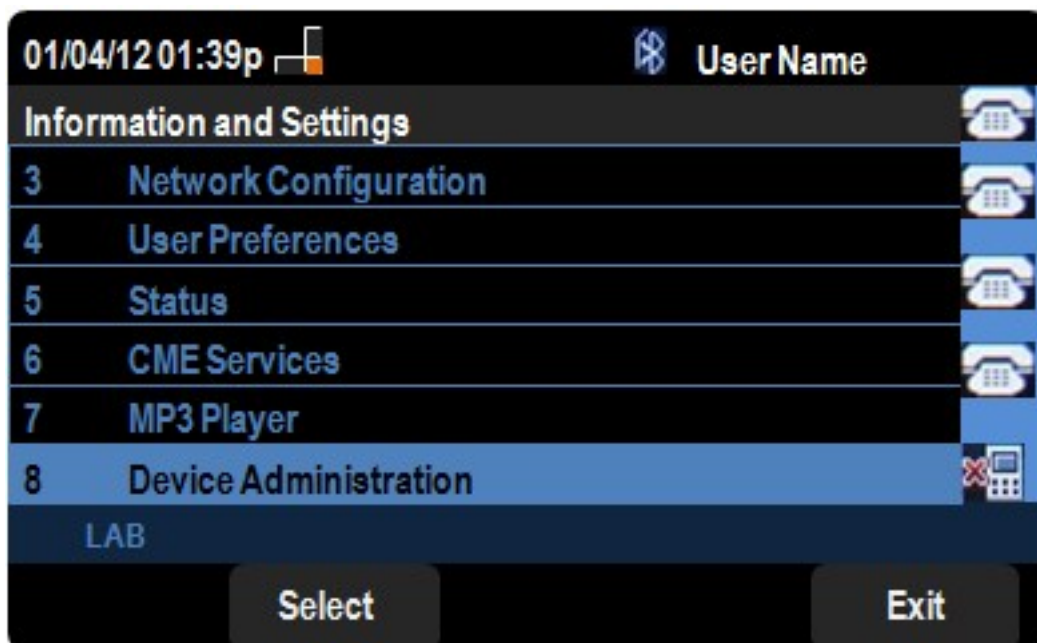 01/04/12 01:39p User Name
Information and Settings
3 Network Configuration
4 User Preferences
5 Status
6 CME Services
7 MP3 Player
8 Device Administration
LAB
Select Exit